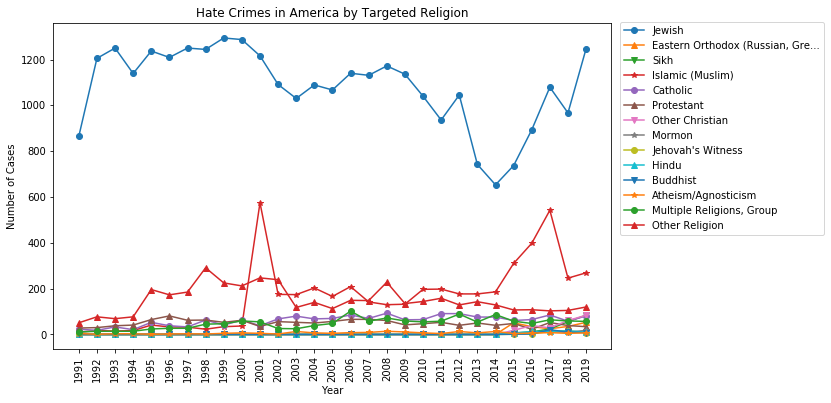 Hate Crimes in America by Targeted Religion
Number of Cases
1200
1000
800
600
400
200
0
1991
1992
1993
1994
1995
1996
1997
1998
1999
2000
2001
2002
2003
2004
2005
2006
2007
2008
2009
2010
2011
2012
2013
2014
2015
2016
2017
2018
2019
Year
Jewish
Eastern Orthodox (Russian, Gre...
Sikh
Islamic (Muslim)
Catholic
Protestant
Other Christian
Mormon
Jehovah's Witness
Hindu
Buddhist
Atheism/Agnosticism
Multiple Religions, Group
Other Religion